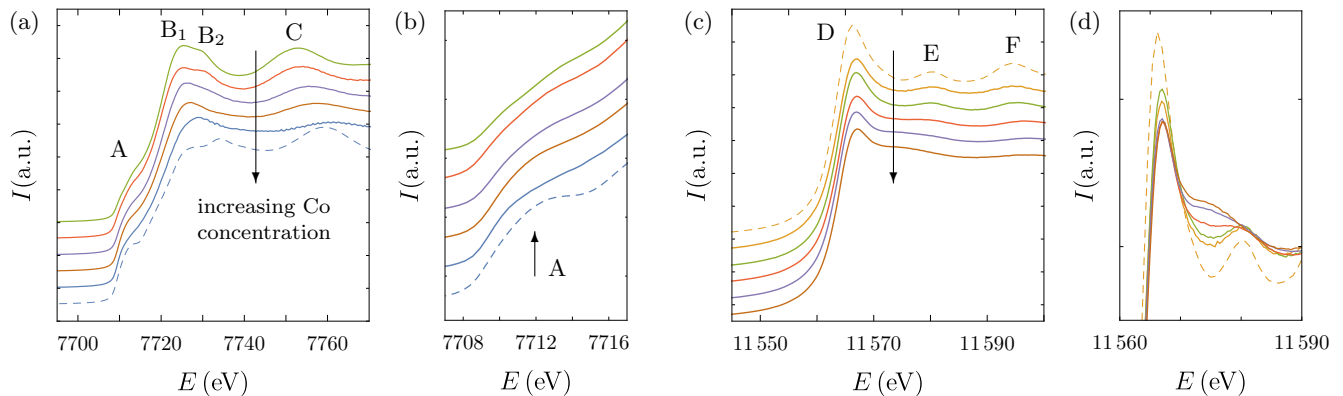 (a)
B₁
B₂
C
A
I (a.u.)
increasing Co
concentration
7700
7720
7740
7760
E (eV)
(b)
I (a.u.)
A
7708
7712
7716
E (eV)
(c)
D
E
F
I (a.u.)
11 550
11 570
11 590
E (eV)
(d)
I (a.u.)
11 560
11 590
E (eV)